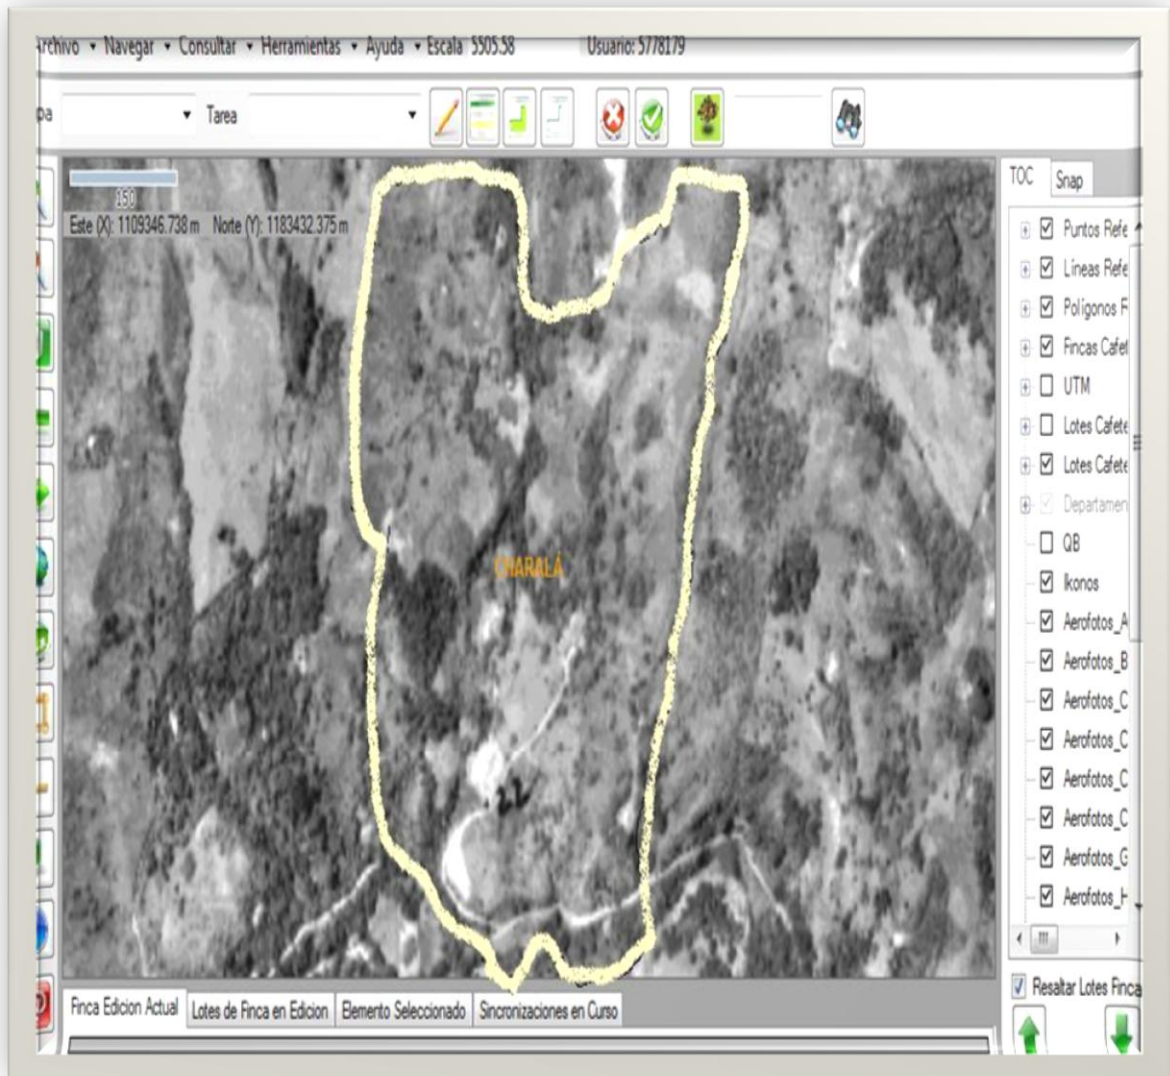 Navegar Consultar Herramientas Ayuda Escala 5505.58 Usuario: 5778179
Tarea
150
Este (X): 1109346.738 m Norte (Y): 1183432.375 m
CHARALÁ
22
TOC Snap
Puntos Refe
Líneas Refe
Polígonos F
Fincas Cafet
UTM
Lotes Cafete
Lotes Cafete
Departamen
QB
Ikonos
Aerofotos_A
Aerofotos_B
Aerofotos_C
Aerofotos_C
Aerofotos_C
Aerofotos_C
Aerofotos_G
Aerofotos_H
Resaltar Lotes Finca
Finca Edicion Actual Lotes de Finca en Edicion Elemento Seleccionado Sincronizaciones en Curso